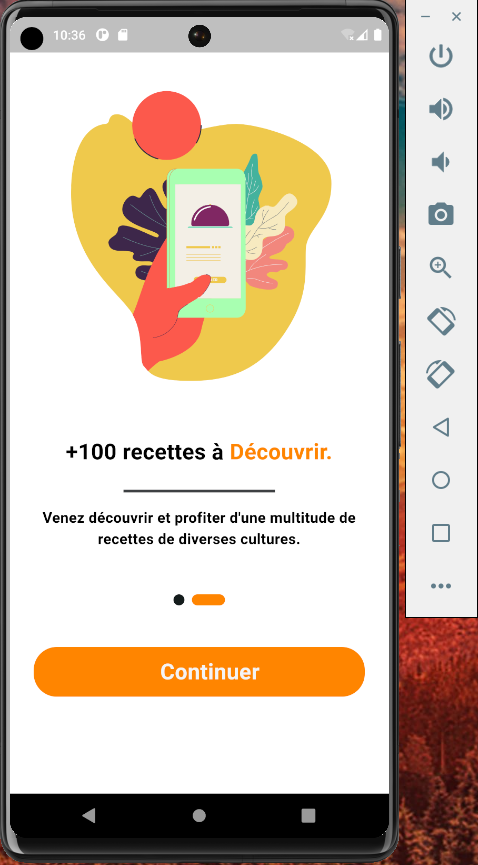 10:36
+100 recettes à Découvrir.
Venez découvrir et profiter d'une multitude de
recettes de diverses cultures.
Continuer